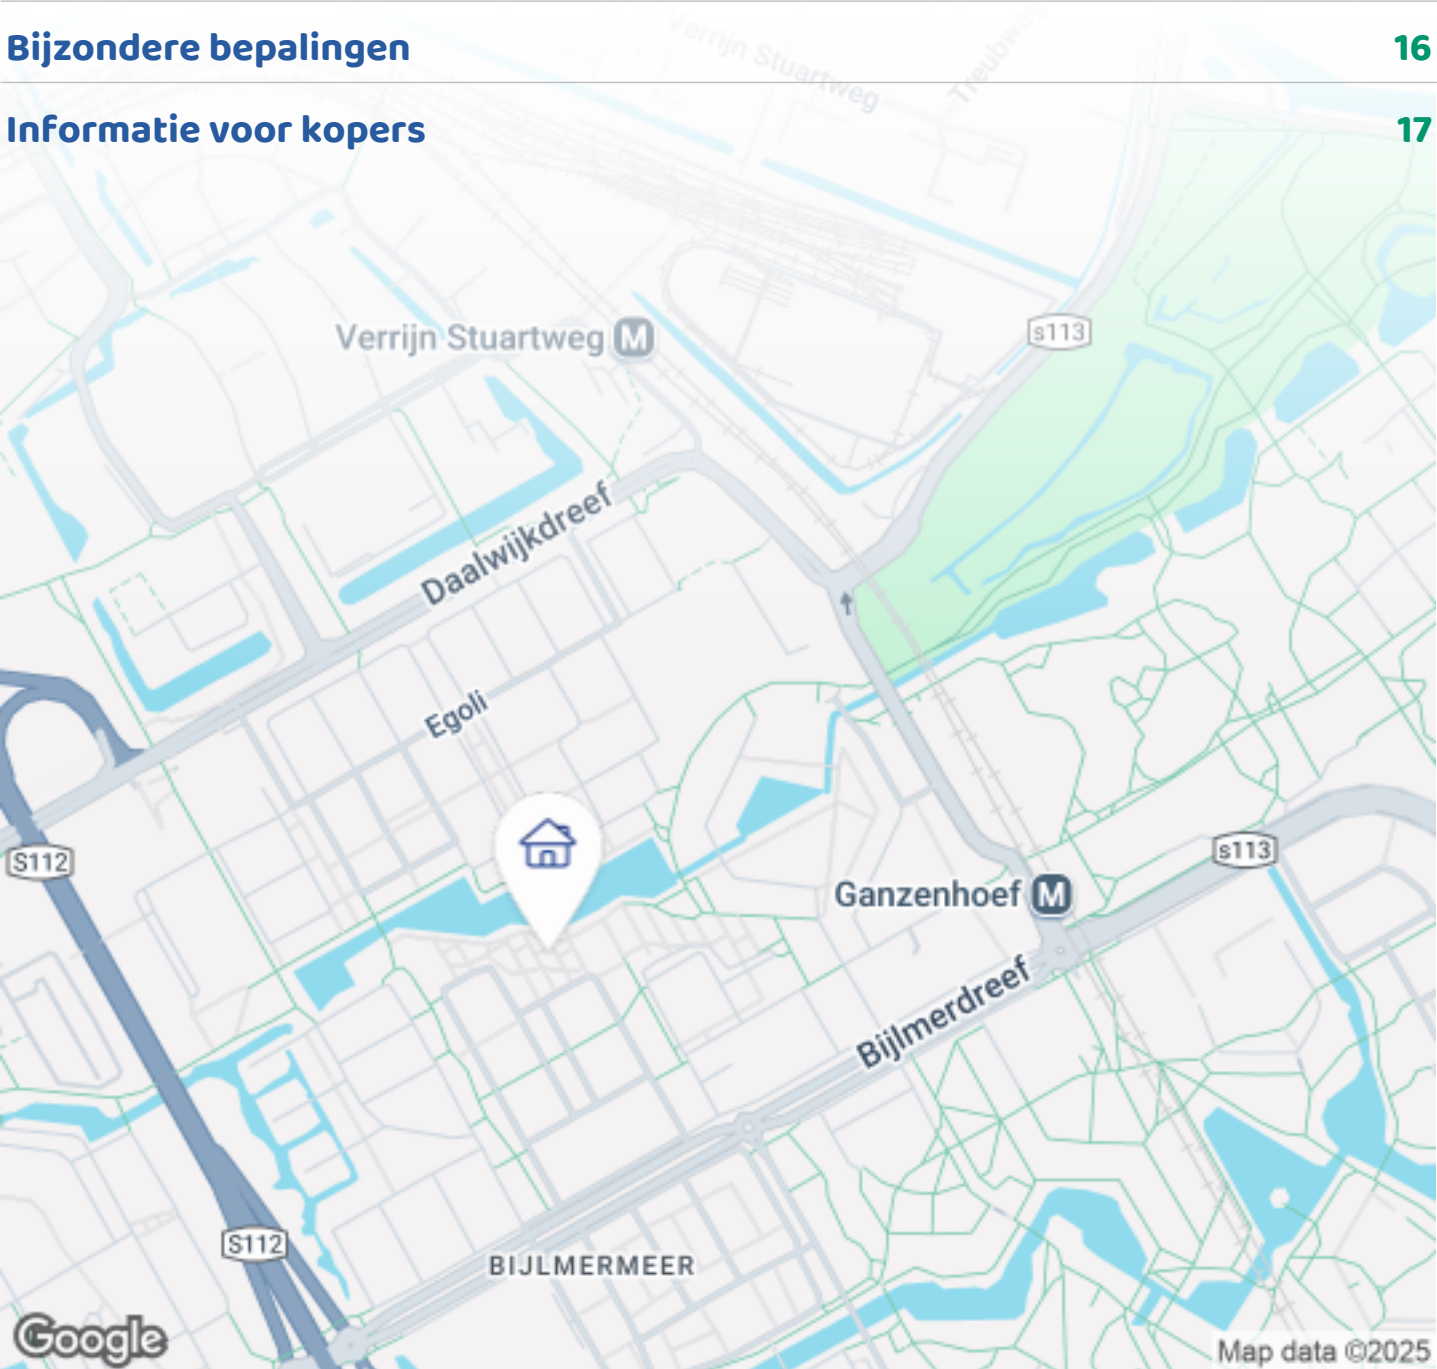 Bijzondere bepalingen 16
Informatie voor kopers 17
Verrijn Stuartweg
Treubweg
Verrijn Stuartweg M
s113
Daalwijkdreef
Egoli
S112
s113
Ganzenhoef M
Bijlmerdreef
S112
BIJLMERMEER
Google
Map data ©2025